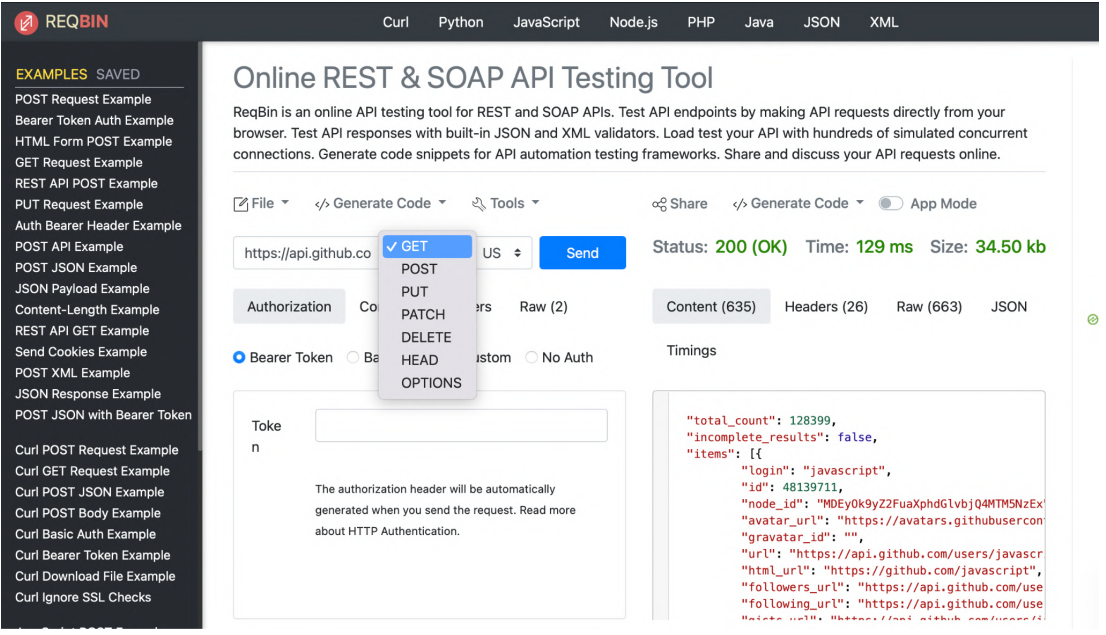 REQBIN
Curl Python JavaScript Node.js PHP Java JSON XML
EXAMPLES SAVED
POST Request Example
Bearer Token Auth Example
HTML Form POST Example
GET Request Example
REST API POST Example
PUT Request Example
Auth Bearer Header Example
POST API Example
POST JSON Example
JSON Payload Example
Content-Length Example
REST API GET Example
Send Cookies Example
POST XML Example
JSON Response Example
POST JSON with Bearer Token
Curl POST Request Example
Curl GET Request Example
Curl POST JSON Example
Curl POST Body Example
Curl Basic Auth Example
Curl Bearer Token Example
Curl Download File Example
Curl Ignore SSL Checks
Online REST & SOAP API Testing Tool
ReqBin is an online API testing tool for REST and SOAP APIs. Test API endpoints by making API requests directly from your
browser. Test API responses with built-in JSON and XML validators. Load test your API with hundreds of simulated concurrent
connections. Generate code snippets for API automation testing frameworks. Share and discuss your API requests online.
File </> Generate Code Tools
https://api.github.co US Send
GET
POST
PUT
PATCH
DELETE
HEAD
OPTIONS
Authorization Co rs Raw (2)
Bearer Token Ba ustom No Auth
Toke
n
The authorization header will be automatically
generated when you send the request. Read more
about HTTP Authentication.
Share </> Generate Code App Mode
Status: 200 (OK) Time: 129 ms Size: 34.50 kb
Content (635) Headers (26) Raw (663) JSON
Timings
"total_count": 128399,
"incomplete_results": false,
"items": [{
"login": "javascript",
"id": 48139711,
"node_id": "MDEyOk9yZ2FuaXphdGlvbjQ4MTM5NzEx"
"avatar_url": "https://avatars.githubusercon
"gravatar_id": "",
"url": "https://api.github.com/users/javascr
"html_url": "https://github.com/javascript",
"followers_url": "https://api.github.com/use
"following_url": "https://api.github.com/use